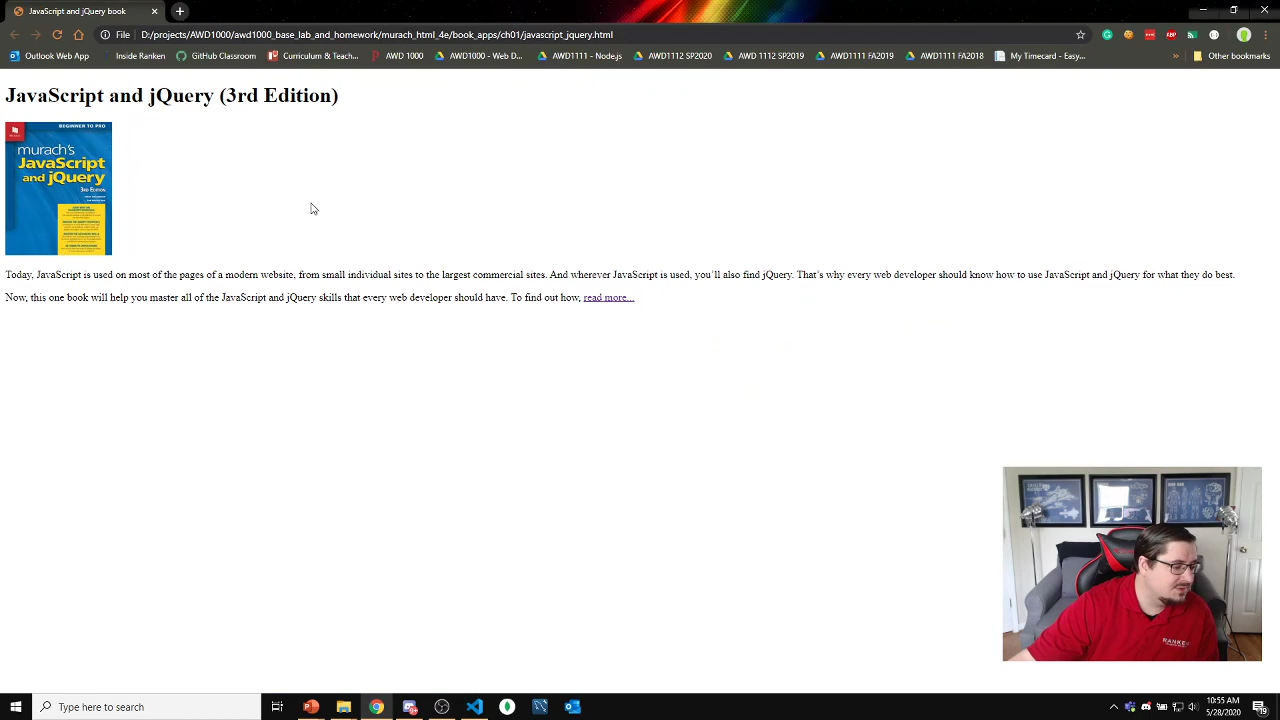 JavaScript and jQuery book
File D:/projects/AWD1000/awd1000_base_lab_and_homework/murach_html_4e/book_apps/ch01/javascript_jquery.html
Outlook Web App Inside Ranken GitHub Classroom Curriculum & Teach... AWD 1000 AWD1000 - Web D... AWD1111 - Node.js AWD1112 SP2020 AWD 1112 SP2019 AWD1111 FA2019 AWD1111 FA2018 My Timecard - Easy... » Other bookmarks
JavaScript and jQuery (3rd Edition)
BEGINNER TO PRO
murach's
JavaScript
and jQuery
3RD EDITION
Today, JavaScript is used on most of the pages of a modern website, from small individual sites to the largest commercial sites. And wherever JavaScript is used, you'll also find jQuery. That's why every web developer should know how to use JavaScript and jQuery for what they do best.
Now, this one book will help you master all of the JavaScript and jQuery skills that every web developer should have. To find out how, read more...
Type here to search
10:55 AM
5/28/2020